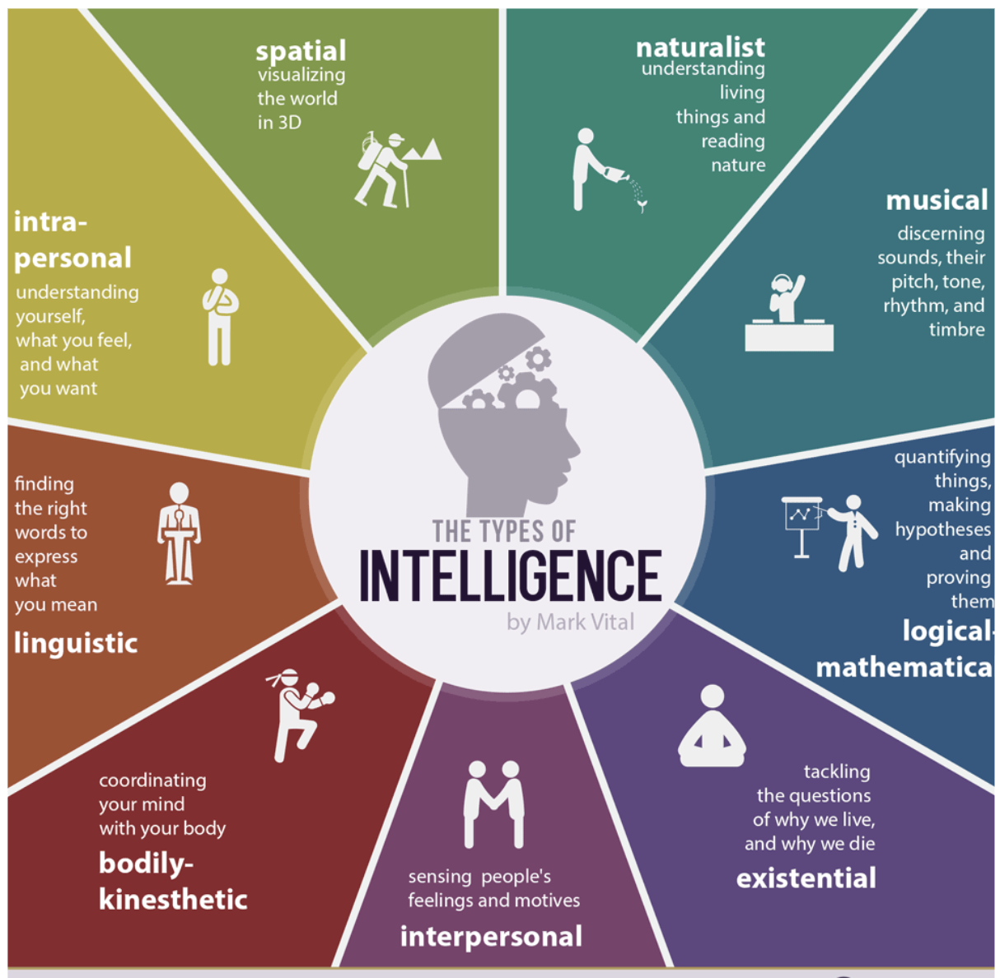 spatial
visualizing
the world
in 3D
naturalist
understanding
living
things and
reading
nature
musical
discerning
sounds, their
pitch, tone,
rhythm, and
timbre
intra-
personal
understanding
yourself,
what you feel,
and what
you want
quantifying
things,
making
hypotheses
and
proving
them
logical-
mathematica
finding
the right
words to
express
what
you mean
linguistic
THE TYPES OF
INTELLIGENCE
by Mark Vital
coordinating
your mind
with your body
bodily-
kinesthetic
sensing people's
feelings and motives
interpersonal
tackling
the questions
of why we live,
and why we die
existential